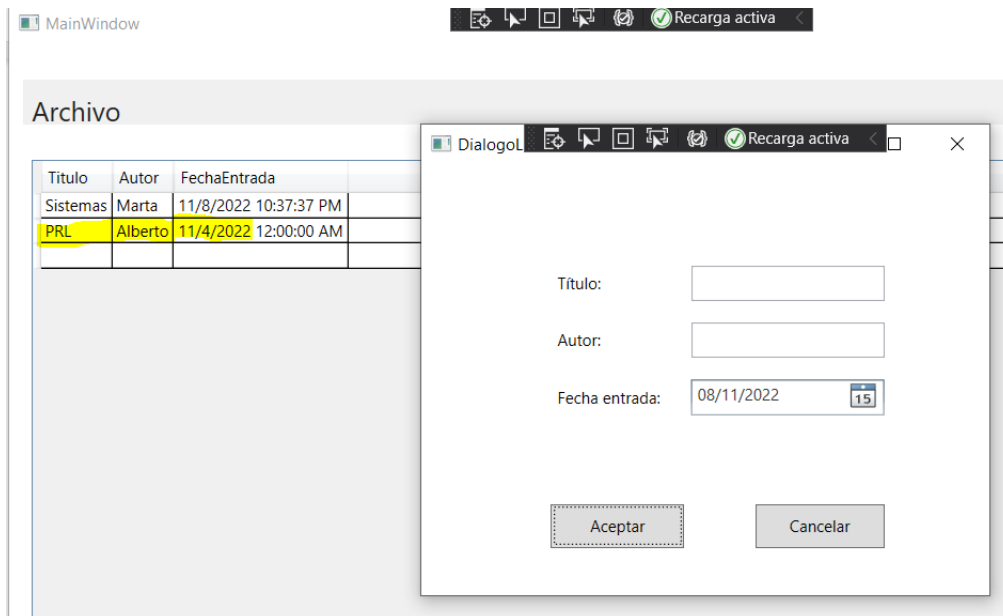 MainWindow
Recarga activa
Archivo
DialogoL
Recarga activa
Titulo Autor FechaEntrada
Sistemas Marta 11/8/2022 10:37:37 PM
PRL Alberto 11/4/2022 12:00:00 AM
Título:
Autor:
Fecha entrada: 08/11/2022 15
Aceptar Cancelar